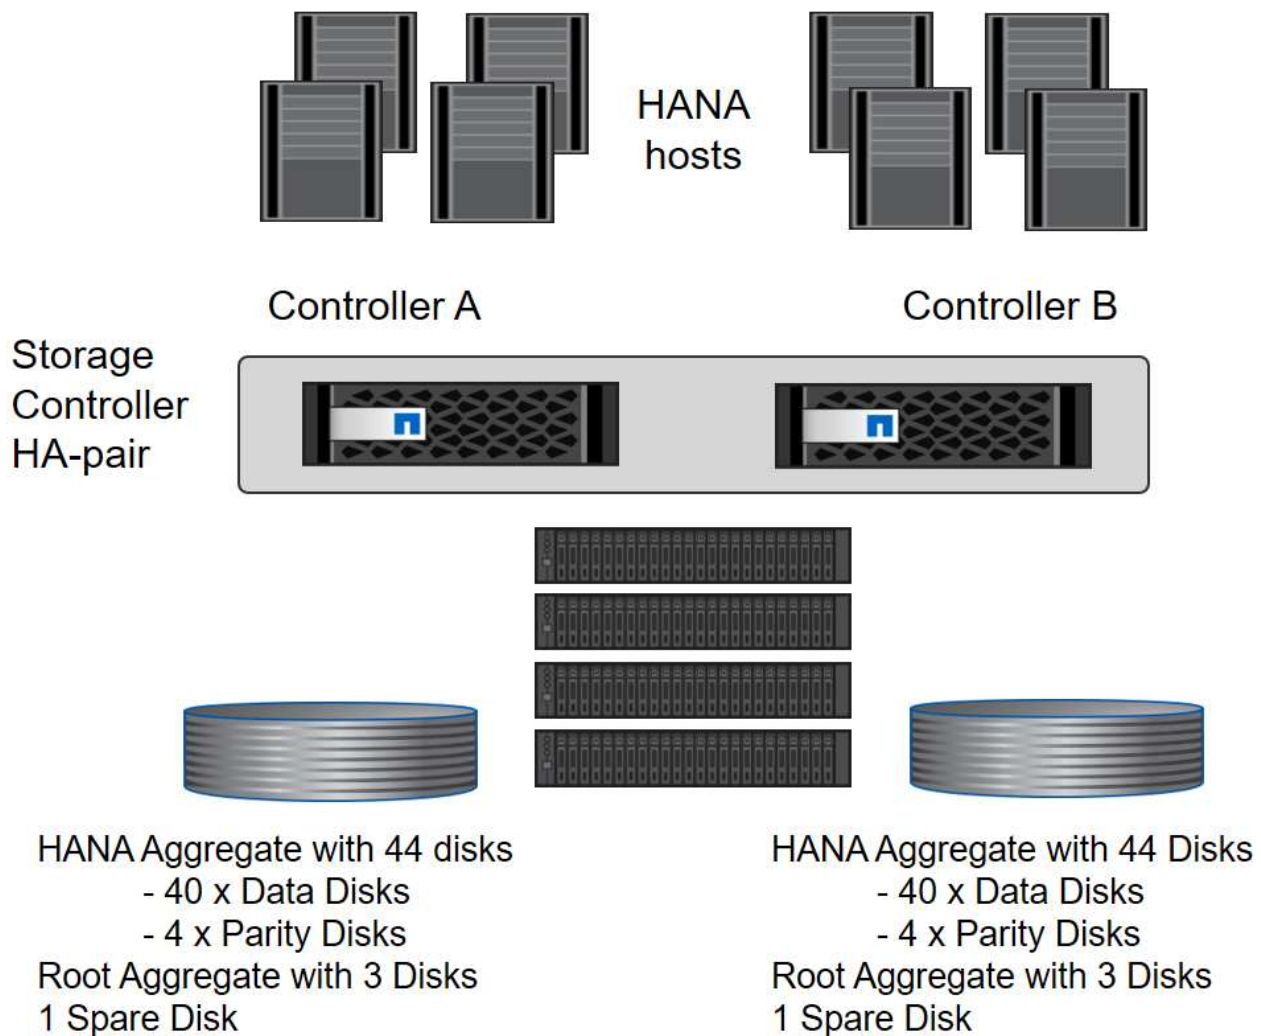 HANA
hosts
Controller A
Controller B
Storage
Controller
HA-pair
HANA Aggregate with 44 disks
- 40 x Data Disks
- 4 x Parity Disks
Root Aggregate with 3 Disks
1 Spare Disk
HANA Aggregate with 44 Disks
- 40 x Data Disks
- 4 x Parity Disks
Root Aggregate with 3 Disks
1 Spare Disk